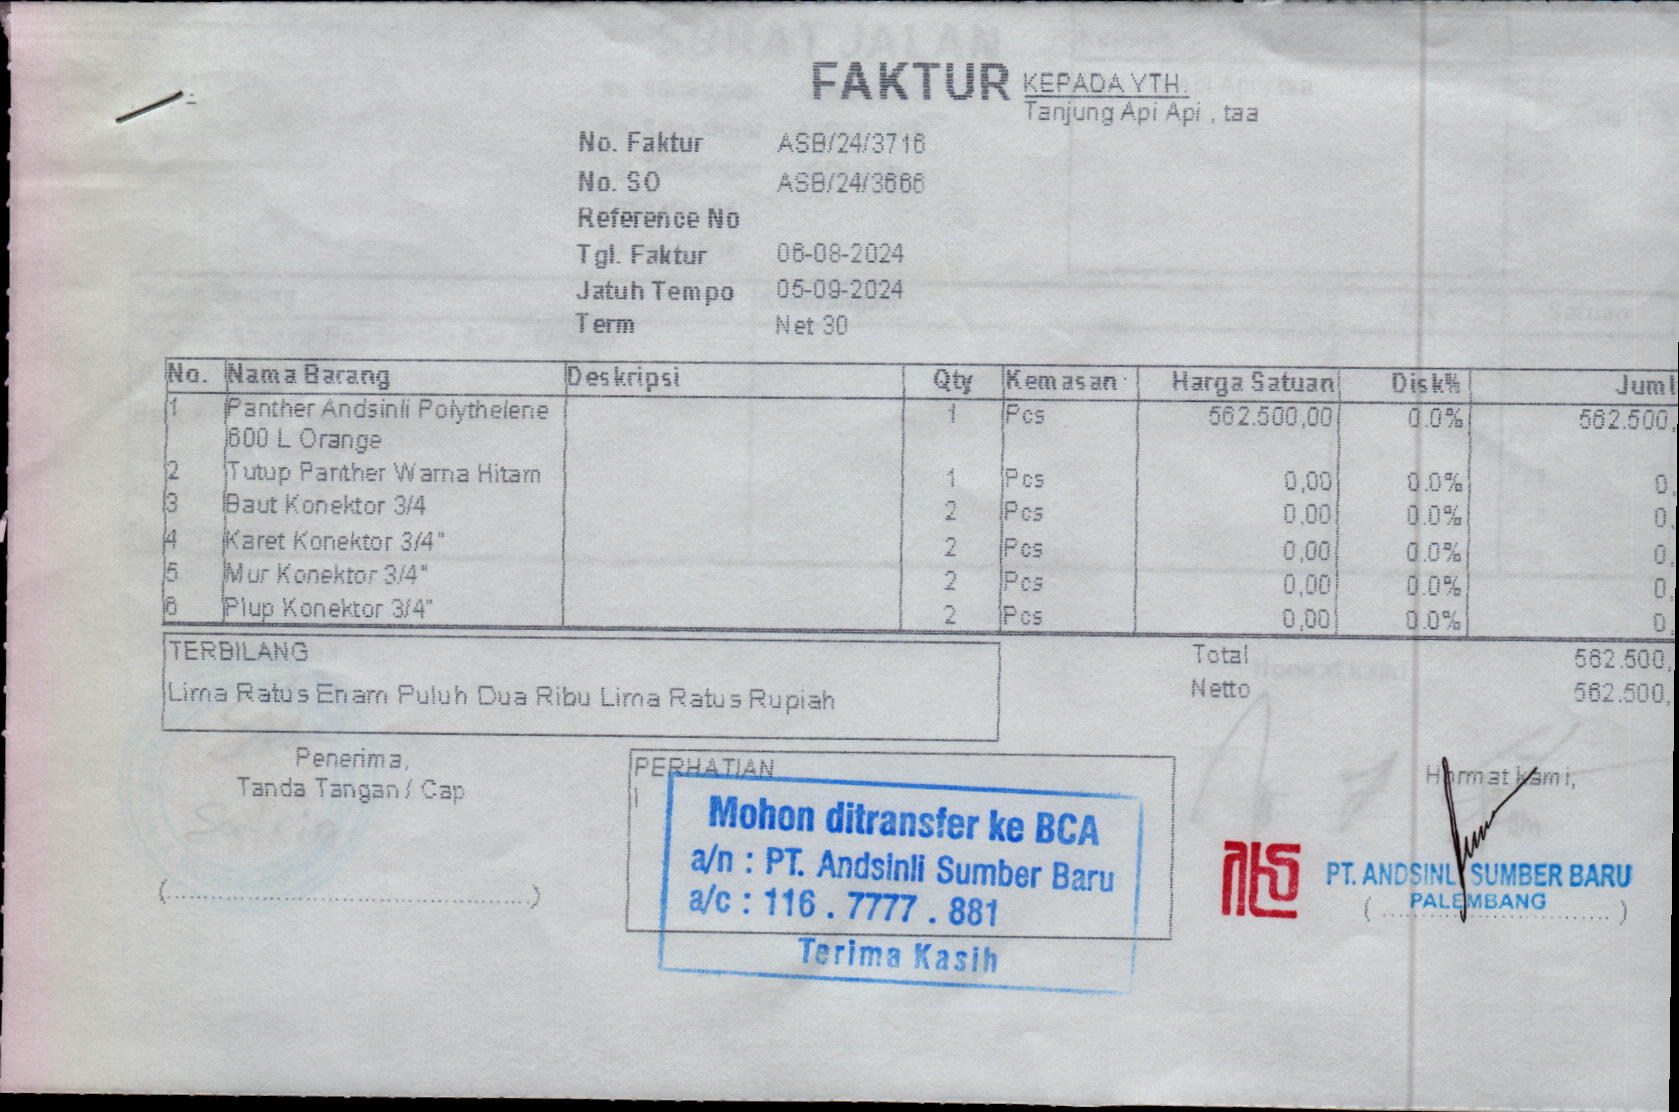 FAKTUR
KEPADA YTH.
Tanjung Api Api , taa
No. Faktur ASB/24/3716
No. SO ASB/24/3666
Reference No
Tgl. Faktur 06-08-2024
Jatuh Tempo 05-09-2024
Term Net 30
No. Nama Barang Deskripsi Qty Kemasan Harga Satuan Disk% Juml
1 Panther Andsinli Polythelene 1 Pcs 562.500,00 0.0% 562.500,
600 L Orange
2 Tutup Panther Warna Hitam 1 Pcs 0,00 0.0% 0,
3 Baut Konektor 3/4 2 Pcs 0,00 0.0% 0,
4 Karet Konektor 3/4" 2 Pcs 0,00 0.0% 0,
5 Mur Konektor 3/4" 2 Pcs 0,00 0.0% 0,
6 Plup Konektor 3/4" 2 Pcs 0,00 0.0% 0,
TERBILANG
Lima Ratus Enam Puluh Dua Ribu Lima Ratus Rupiah
Total 562.500,
Netto 562.500,
Penerima,
Tanda Tangan / Cap
(.................................................)
PERHATIAN
Mohon ditransfer ke BCA
a/n : PT. Andsinli Sumber Baru
a/c : 116 . 7777 . 881
Terima Kasih
Hormat kami,
PT. ANDSINLI SUMBER BARU
PALEMBANG
( ................................ )